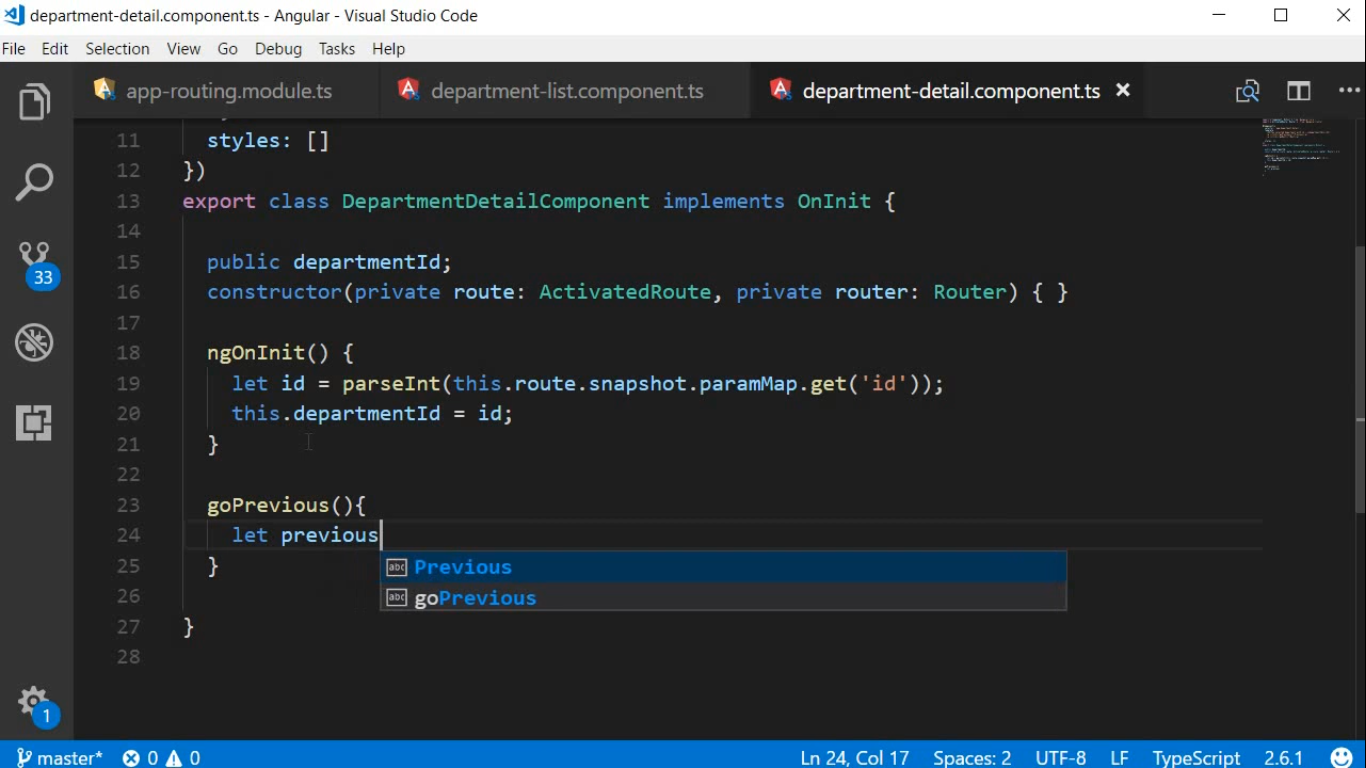 department-detail.component.ts - Angular - Visual Studio Code
File Edit Selection View Go Debug Tasks Help
app-routing.module.ts department-list.component.ts department-detail.component.ts
11 styles: []
12 })
13 export class DepartmentDetailComponent implements OnInit {
14
15 public departmentId;
16 constructor(private route: ActivatedRoute, private router: Router) { }
17
18 ngOnInit() {
19 let id = parseInt(this.route.snapshot.paramMap.get('id'));
20 this.departmentId = id;
21 }
22
23 goPrevious(){
24 let previous
25 }
abc Previous
abc goPrevious
26
27 }
28
33
1
master* 0 0 Ln 24, Col 17 Spaces: 2 UTF-8 LF TypeScript 2.6.1